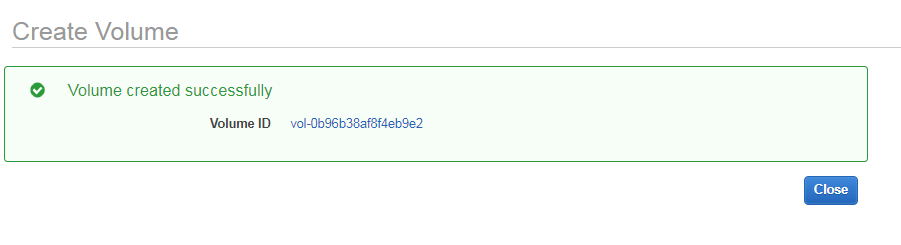 Create Volume
Volume created successfully
Volume ID vol-0b96b38af8f4eb9e2
Close